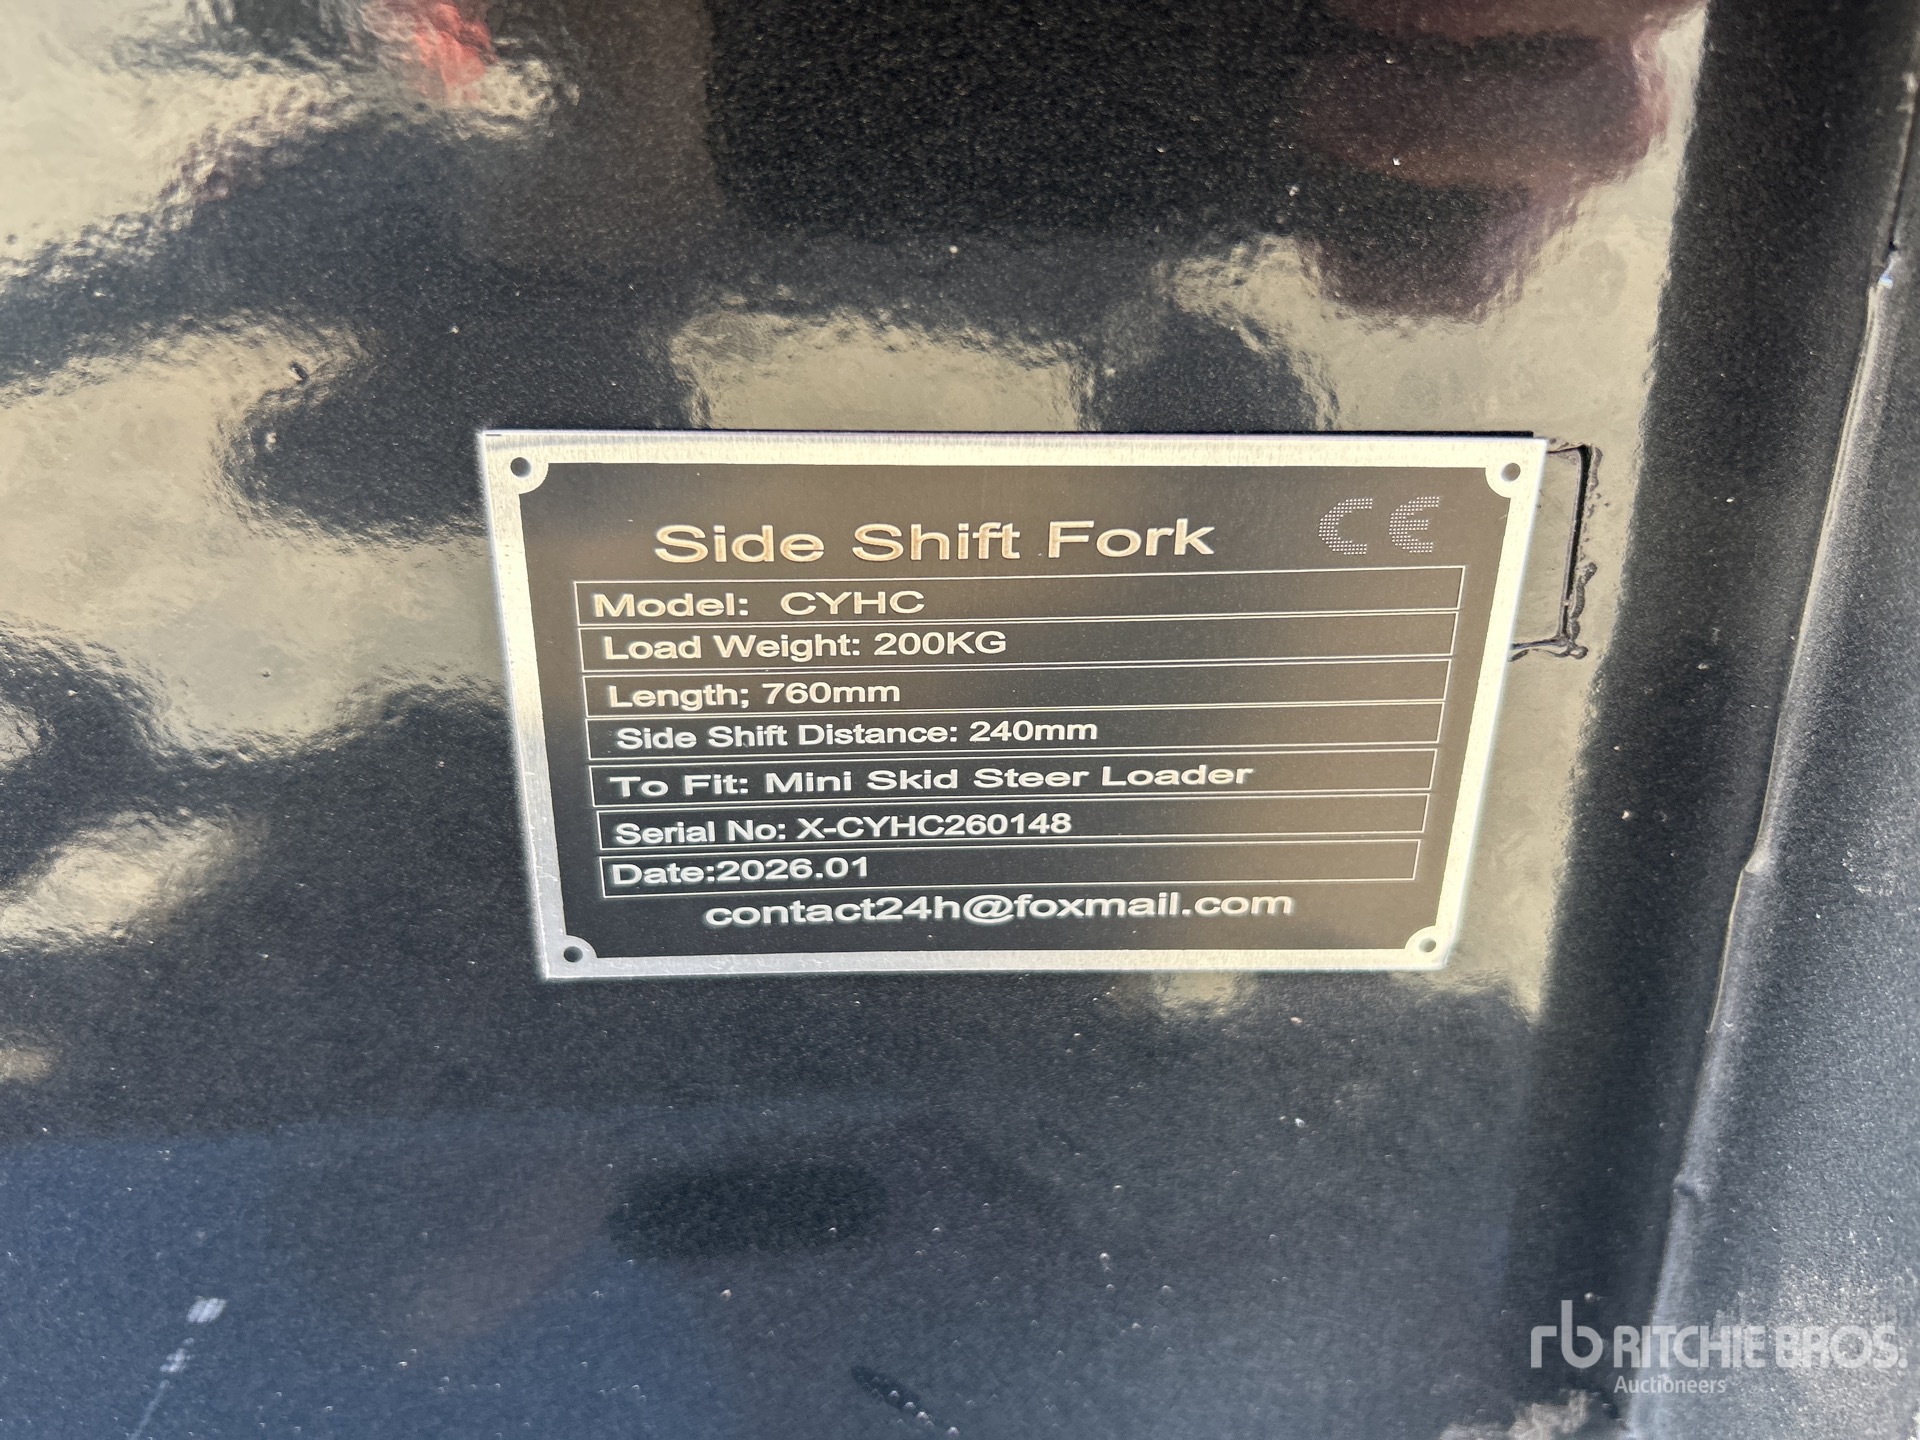 Side Shift Fork CE
Model: CYHC
Load Weight: 200KG
Length; 760mm
Side Shift Distance: 240mm
To Fit: Mini Skid Steer Loader
Serial No: X-CYHC260148
Date:2026.01
contact24h@foxmail.com
rb RITCHIE BROS.
Auctioneers